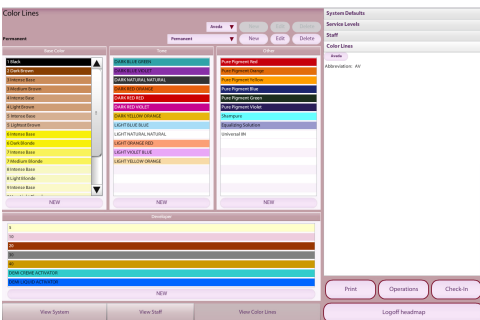 Color Lines
Aveda
New
Edit
Delete
Permanent
Permanent
New
Edit
Delete
Base Color
1 Black
2 Dark Brown
3 Intense Base
3 Medium Brown
4 Intense Base
4 Light Brown
5 Intense Base
5 Lightest Brown
6 Intense Base
6 Dark Blonde
7 Intense Base
7 Medium Blonde
8 Intense Base
8 Light Blonde
9 Intense Base
NEW
Tone
DARK BLUE GREEN
DARK BLUE VIOLET
DARK NATURAL NATURAL
DARK RED ORANGE
DARK RED RED
DARK RED VIOLET
DARK YELLOW ORANGE
LIGHT BLUE BLUE
LIGHT NATURAL NATURAL
LIGHT ORANGE RED
LIGHT VIOLET BLUE
LIGHT YELLOW ORANGE
NEW
Other
Pure Pigment Red
Pure Pigment Orange
Pure Pigment Yellow
Pure Pigment Blue
Pure Pigment Green
Pure Pigment Violet
Shampure
Equalizing Solution
NEW
Developer
5
10
20
30
40
DEMI CREME ACTIVATOR
DEMI LIQUID ACTIVATOR
NEW
View System
View Staff
View Color Lines
System Defaults
Service Levels
Staff
Color Lines
Aveda
Abbreviation: AV
Print
Operations
Check-In
Logoff headmap